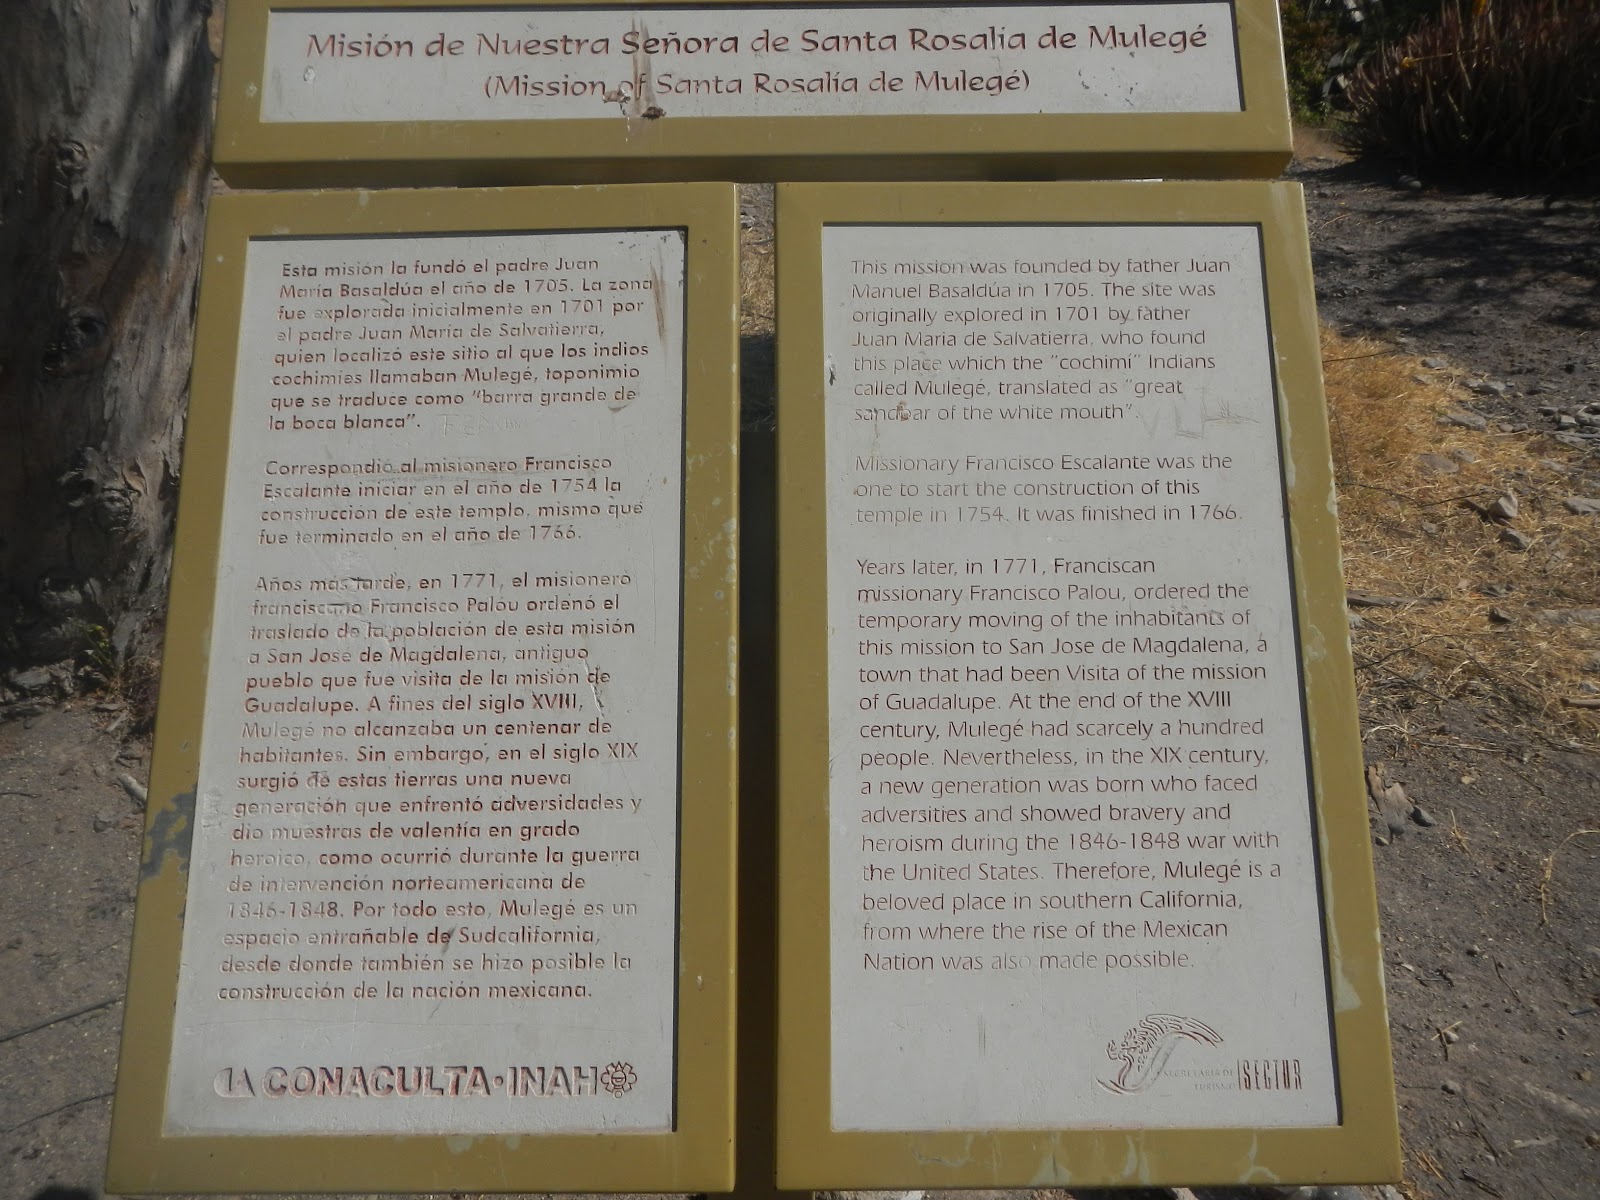 Misión de Nuestra Señora de Santa Rosalía de Mulegé
(Mission of Santa Rosalía de Mulegé)
Esta misión la fundó el padre Juan
María Basaldúa el año de 1705. La zona
fue explorada inicialmente en 1701 por
el padre Juan María de Salvatierra,
quien localizó este sitio al que los indios
cochimíes llamaban Mulegé, toponimio
que se traduce como "barra grande de
la boca blanca".
Correspondió al misionero Francisco
Escalante iniciar en el año de 1754 la
construcción de este templo, mismo que
fue terminado en el año de 1766.
Años más tarde, en 1771, el misionero
franciscano Francisco Palóu ordenó el
traslado de la población de esta misión
a San José de Magdalena, antiguo
pueblo que fue visita de la misión de
Guadalupe. A fines del siglo XVIII,
Mulegé no alcanzaba un centenar de
habitantes. Sin embargo, en el siglo XIX
surgió de estas tierras una nueva
generación que enfrentó adversidades y
dio muestras de valentía en grado
heroico, como ocurrió durante la guerra
de intervención norteamericana de
1846-1848. Por todo esto, Mulegé es un
espacio entrañable de Sudcalifornia,
desde donde también se hizo posible la
construcción de la nación mexicana.
CONACULTA·INAH
This mission was founded by father Juan
Manuel Basaldúa in 1705. The site was
originally explored in 1701 by father
Juan Maria de Salvatierra, who found
this place which the "cochimí" Indians
called Mulegé, translated as "great
sandbar of the white mouth".
Missionary Francisco Escalante was the
one to start the construction of this
temple in 1754. It was finished in 1766.
Years later, in 1771, Franciscan
missionary Francisco Palou, ordered the
temporary moving of the inhabitants of
this mission to San Jose de Magdalena, a
town that had been Visita of the mission
of Guadalupe. At the end of the XVIII
century, Mulegé had scarcely a hundred
people. Nevertheless, in the XIX century,
a new generation was born who faced
adversities and showed bravery and
heroism during the 1846-1848 war with
the United States. Therefore, Mulegé is a
beloved place in southern California,
from where the rise of the Mexican
Nation was also made possible.
SECRETARIA DE
TURISMO
SECTUR